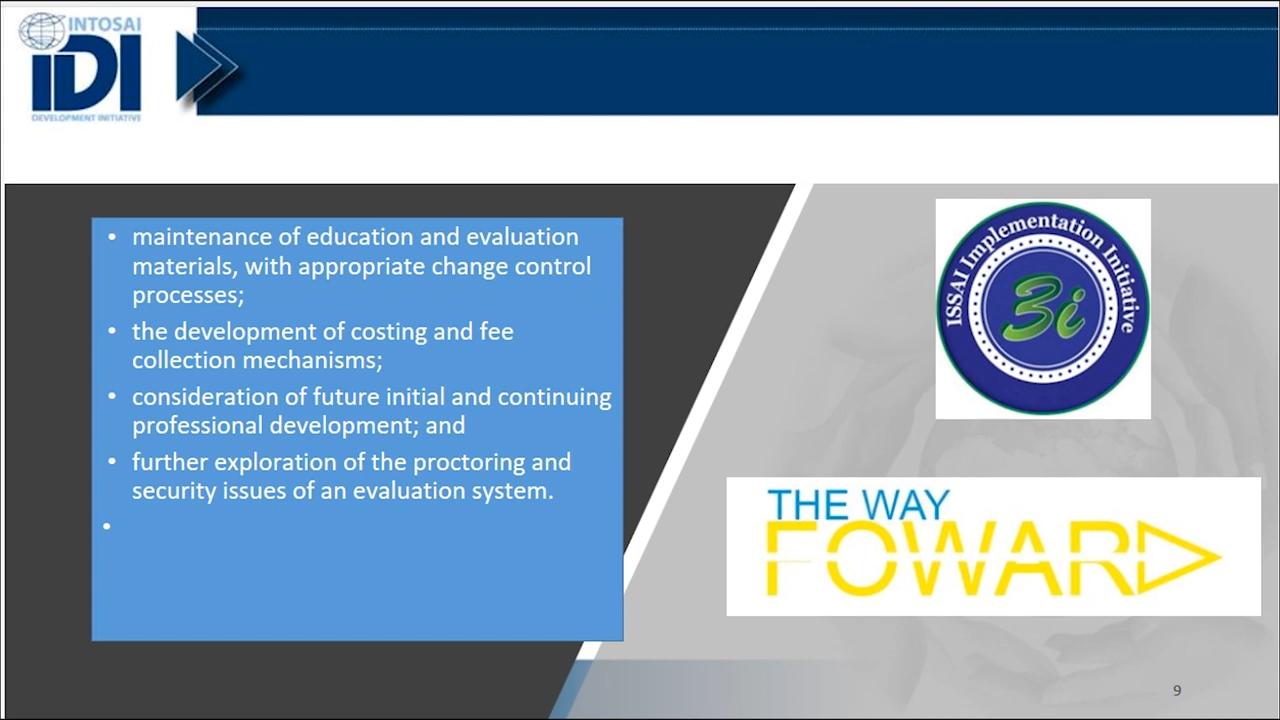 INTOSAI
IDI
DEVELOPMENT INITIATIVE
• maintenance of education and evaluation
materials, with appropriate change control
processes;
• the development of costing and fee
collection mechanisms;
• consideration of future initial and continuing
professional development; and
• further exploration of the proctoring and
security issues of an evaluation system.
•
ISSAI Implementation Initiative
3i
THE WAY
FOWARD
9